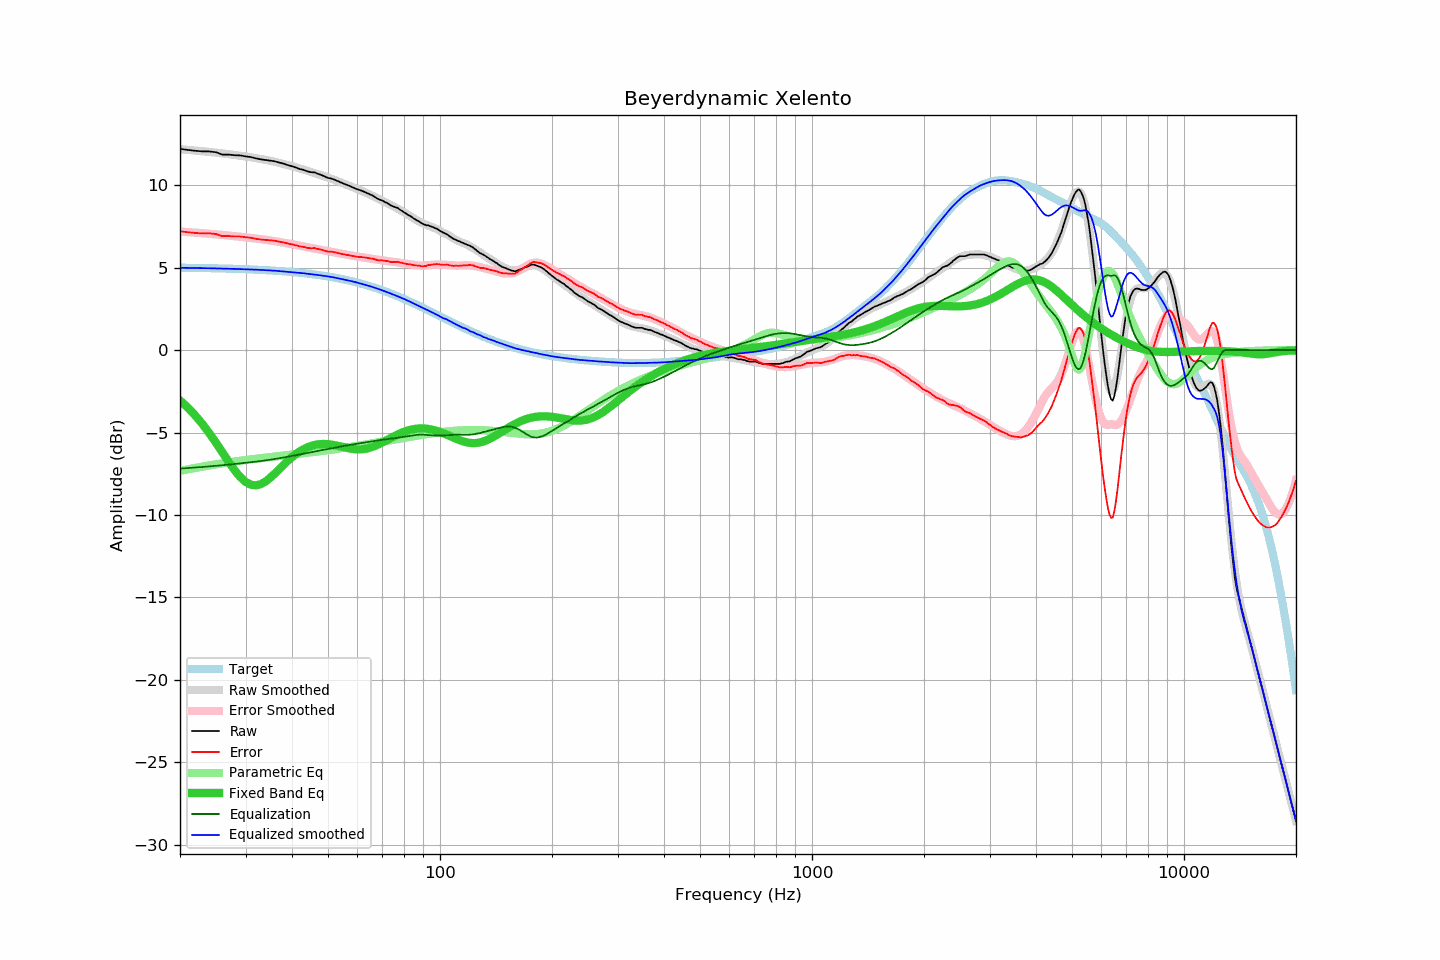 Beyerdynamic Xelento
10
5
0
−5
−10
−15
−20
−25
−30
Amplitude (dBr)
Target
Raw Smoothed
Error Smoothed
Raw
Error
Parametric Eq
Fixed Band Eq
Equalization
Equalized smoothed
100 1000 10000
Frequency (Hz)